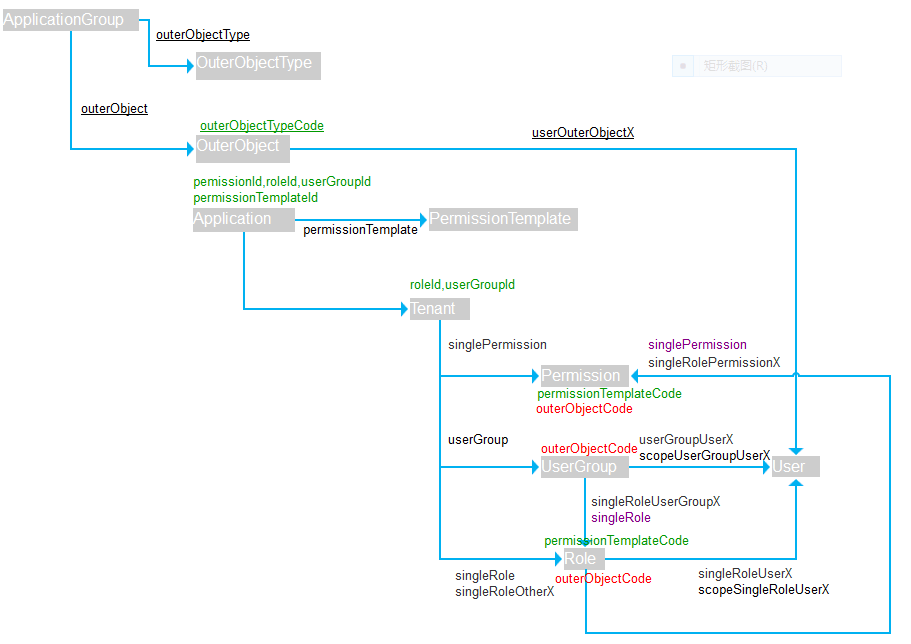 ApplicationGroup
outerObjectType
OuterObjectType
矩形截图(R)
outerObject
outerObjectTypeCode
userOuterObjectX
OuterObject
pemissionId,roleId,userGroupId
permissionTemplateId
Application
PermissionTemplate
permissionTemplate
roleId,userGroupId
Tenant
singlePermission
singlePermission
singleRolePermissionX
Permission
permissionTemplateCode
outerObjectCode
userGroup
outerObjectCode
userGroupUserX
scopeUserGroupUserX
UserGroup
User
singleRoleUserGroupX
singleRole
permissionTemplateCode
Role
singleRole
singleRoleOtherX
outerObjectCode
singleRoleUserX
scopeSingleRoleUserX